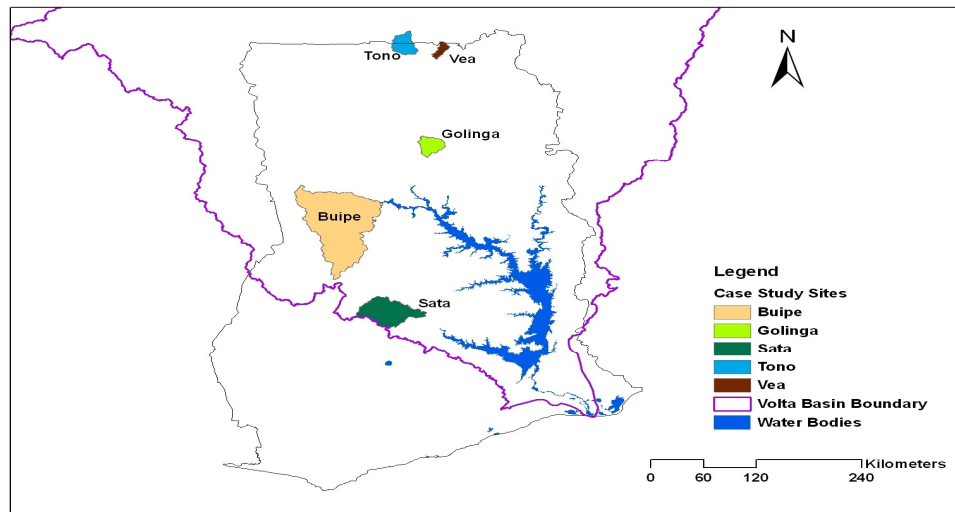 N
Tono
Vea
Golinga
Buipe
Sata
Legend
Case Study Sites
Buipe
Golinga
Sata
Tono
Vea
Volta Basin Boundary
Water Bodies
Kilometers
0 60 120 240